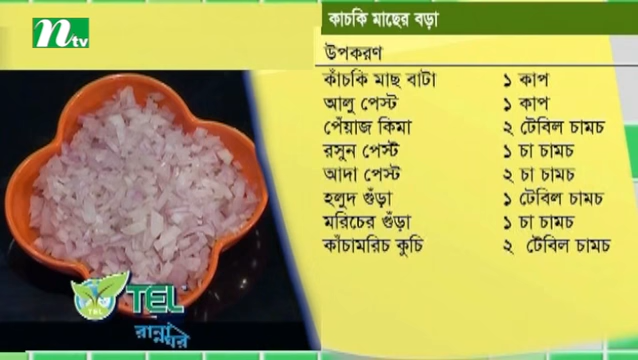 কাচকি মাছের বড়া
ntv
উপকরণ
কাঁচকি মাছ বাটা ১ কাপ
আলু পেস্ট ১ কাপ
পেঁয়াজ কিমা ২ টেবিল চামচ
রসুন পেস্ট ১ চা চামচ
আদা পেস্ট ২ চা চামচ
হলুদ গুঁড়া ১ টেবিল চামচ
মরিচের গুঁড়া ১ চা চামচ
কাঁচামরিচ কুচি ২ টেবিল চামচ
TBL
TEL
রান্নাঘর